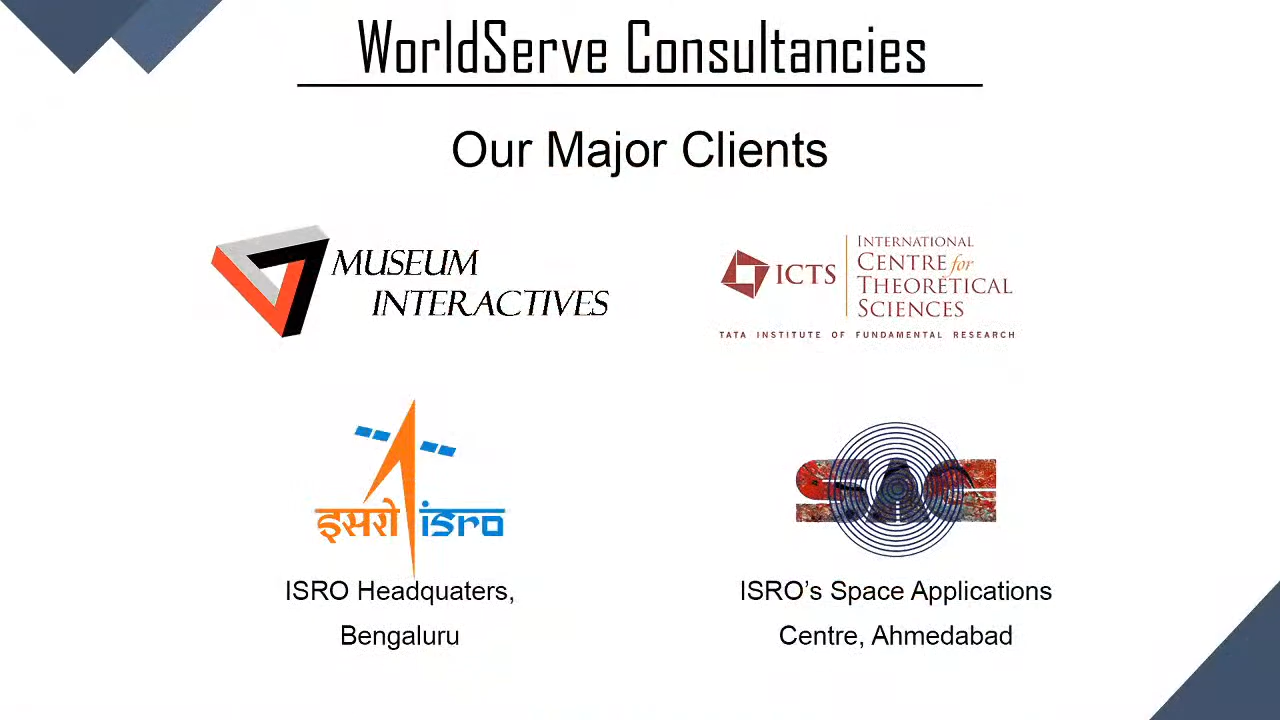 WorldServe Consultancies
Our Major Clients
MUSEUM
INTERACTIVES
ICTS
INTERNATIONAL
CENTRE for
THEORETICAL
SCIENCES
TATA INSTITUTE OF FUNDAMENTAL RESEARCH
इसरो isro
SAC
ISRO Headquaters,
Bengaluru
ISRO’s Space Applications
Centre, Ahmedabad